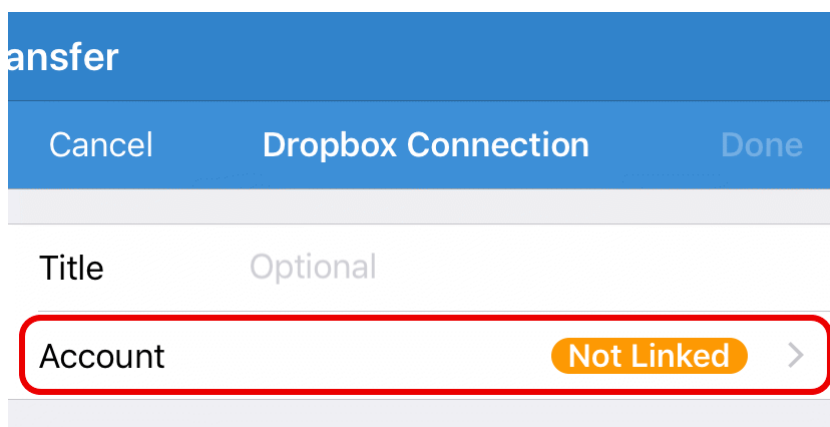 ansfer
Cancel Dropbox Connection Done
Title Optional
Account Not Linked